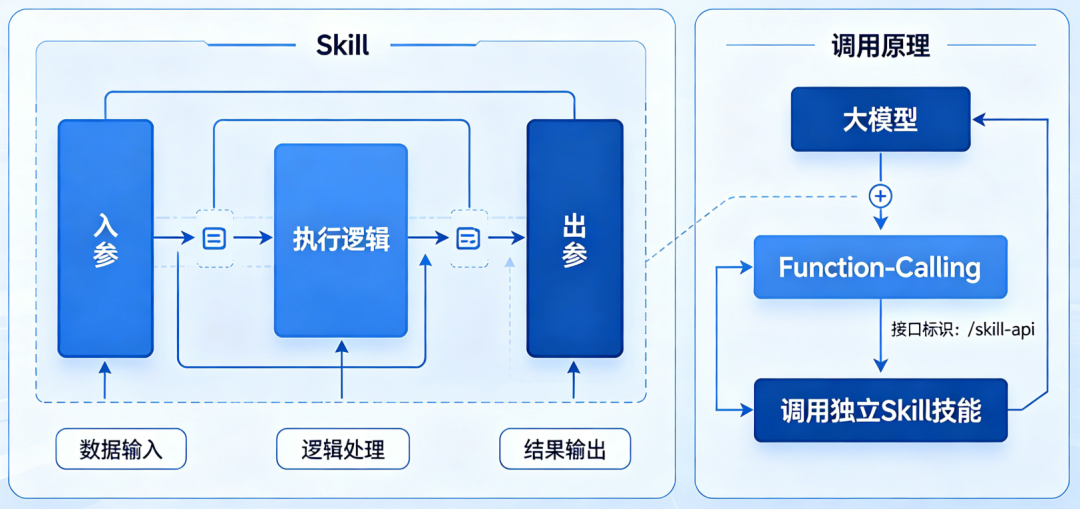 Skill
入参
执行逻辑
出参
数据输入
逻辑处理
结果输出
调用原理
大模型
Function-Calling
接口标识：/skill-api
调用独立Skill技能